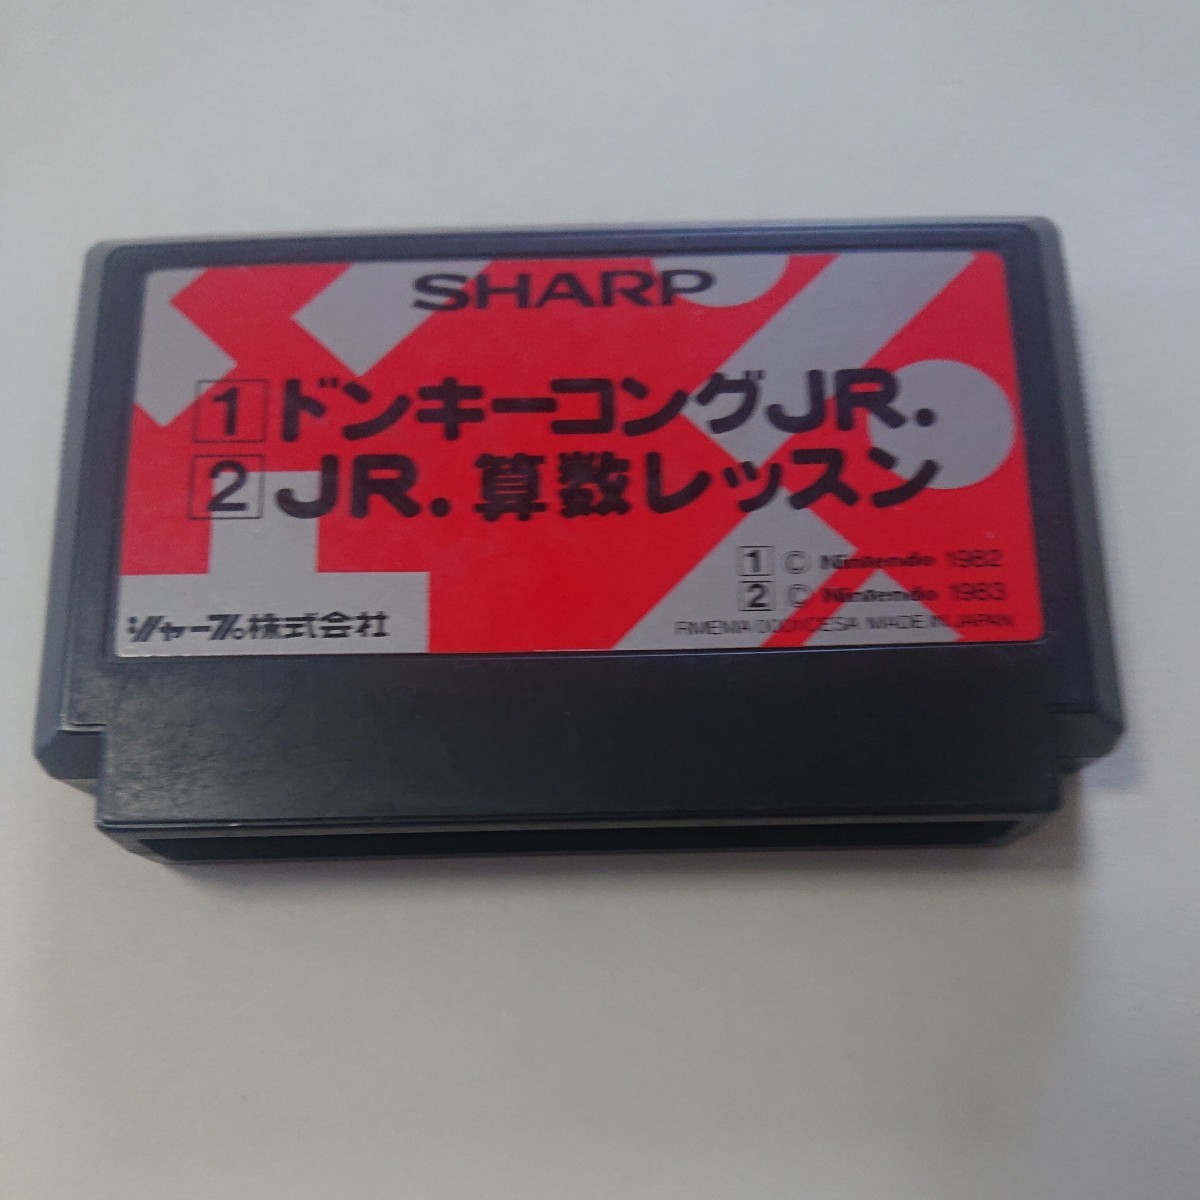 SHARP
1 ドンキーコングJR.
2 JR. 算数レッスン
1 © Nintendo 1982
2 © Nintendo 1983
シャープ株式会社
MADE IN JAPAN